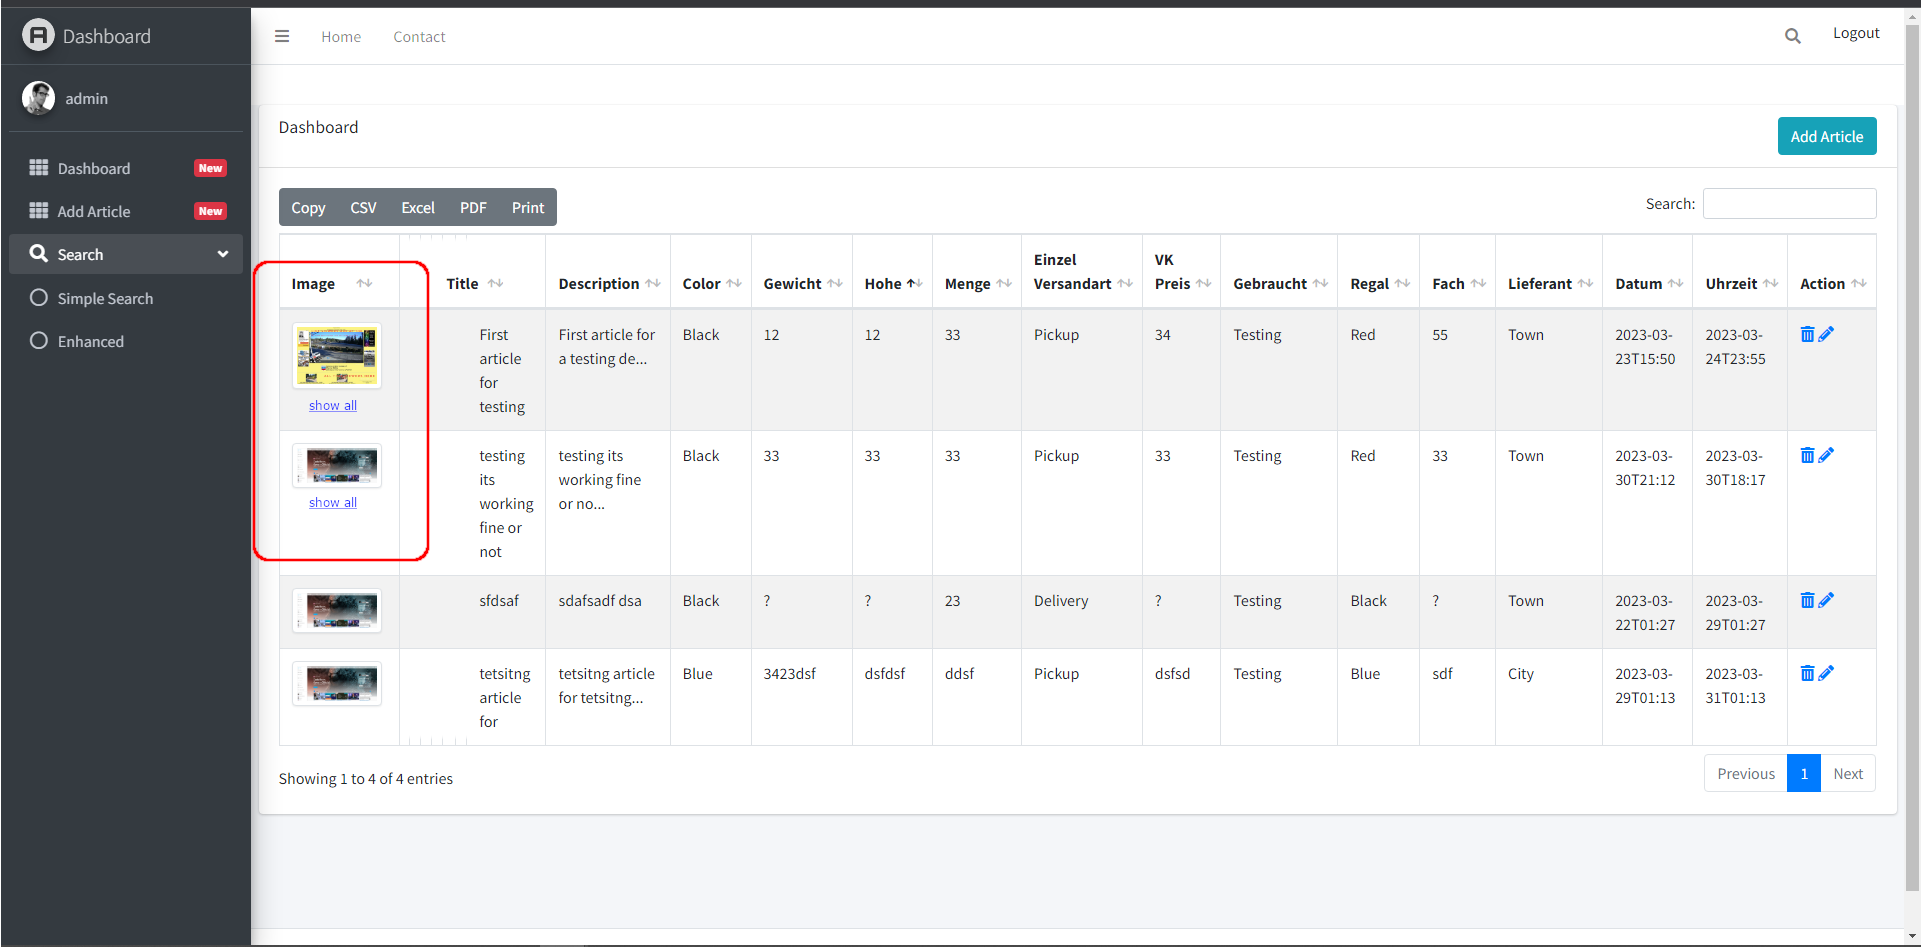 Dashboard
Home
Contact
Logout
admin
Dashboard
New
Add Article
New
Search
Simple Search
Enhanced
Dashboard
Add Article
Copy
CSV
Excel
PDF
Print
Search:
Image
Title
Description
Color
Gewicht
Hohe
Menge
Einzel
Versandart
VK
Preis
Gebraucht
Regal
Fach
Lieferant
Datum
Uhrzeit
Action
show all
First
article
for
testing
First article for
a testing de...
Black
12
12
33
Pickup
34
Testing
Red
55
Town
2023-03-
23T15:50
2023-03-
24T23:55
show all
testing
its
working
fine or
not
testing its
working fine
or no...
Black
33
33
33
Pickup
33
Testing
Red
33
Town
2023-03-
30T21:12
2023-03-
30T18:17
sfdsaf
sdafsadf dsa
Black
?
?
23
Delivery
?
Testing
Black
?
Town
2023-03-
22T01:27
2023-03-
29T01:27
tetsitng
article
for
tetsitng article
for tetsitng...
Blue
3423dsf
dsfdsf
ddsf
Pickup
dsfsd
Testing
Blue
sdf
City
2023-03-
29T01:13
2023-03-
31T01:13
Showing 1 to 4 of 4 entries
Previous
1
Next